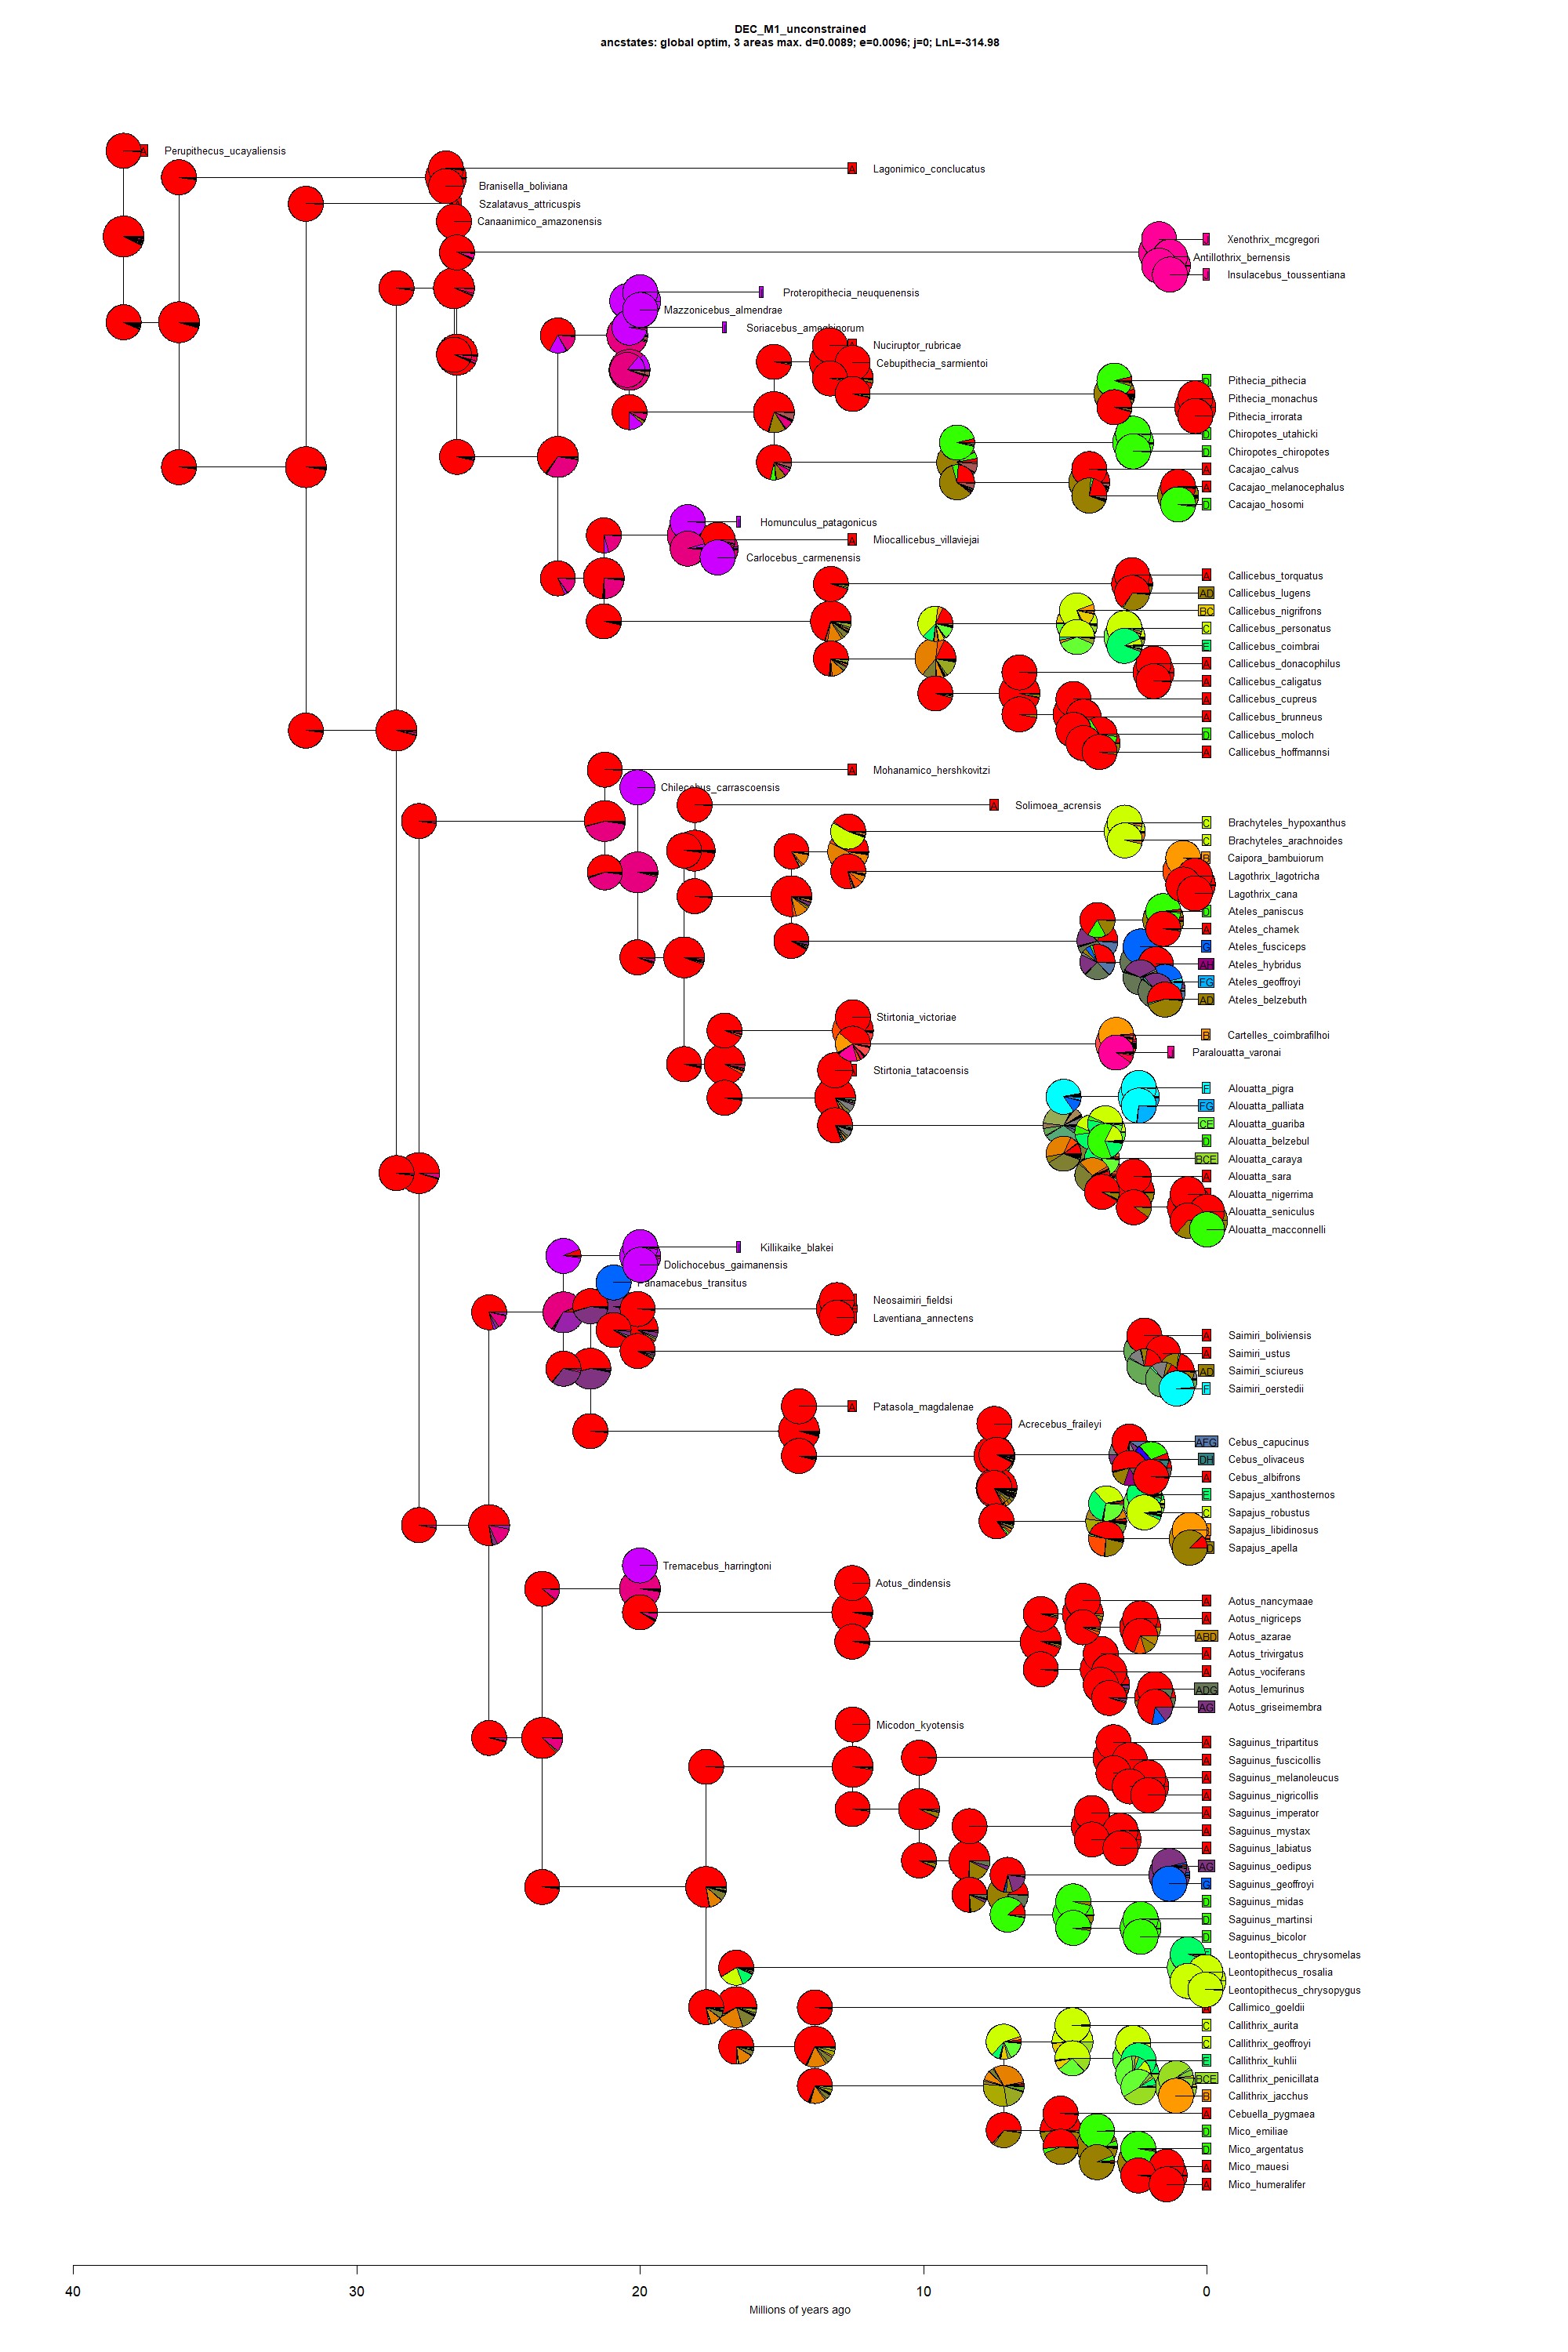 DEC_M1_unconstrained
ancstates: global optim, 3 areas max. d=0.0089; e=0.0096; j=0; LnL=-314.98
A Perupithecus_ucayaliensis
A Lagonimico_conclucatus
Branisella_boliviana
Szalatavus_attricuspis
Canaanimico_amazonensis
Xenothrix_mcgregori
Antillothrix_bernensis
Insulacebus_toussentiana
Proteropithecia_neuquenensis
Mazzonicebus_almendrae
Soriacebus_ameghinorum
Nuciruptor_rubricae
Cebupithecia_sarmientoi
D Pithecia_pithecia
Pithecia_monachus
Pithecia_irrorata
D Chiropotes_utahicki
D Chiropotes_chiropotes
A Cacajao_calvus
A Cacajao_melanocephalus
D Cacajao_hosomi
Homunculus_patagonicus
A Miocallicebus_villaviejai
Carlocebus_carmenensis
A Callicebus_torquatus
AD Callicebus_lugens
BC Callicebus_nigrifrons
C Callicebus_personatus
E Callicebus_coimbrai
A Callicebus_donacophilus
A Callicebus_caligatus
A Callicebus_cupreus
A Callicebus_brunneus
D Callicebus_moloch
A Callicebus_hoffmannsi
A Mohanamico_hershkovitzi
Chilecebus_carrascoensis
A Solimoea_acrensis
C Brachyteles_hypoxanthus
C Brachyteles_arachnoides
B Caipora_bambuiorum
Lagothrix_lagotricha
Lagothrix_cana
D Ateles_paniscus
A Ateles_chamek
G Ateles_fusciceps
AH Ateles_hybridus
FG Ateles_geoffroyi
AD Ateles_belzebuth
Stirtonia_victoriae
B Cartelles_coimbrafilhoi
Paralouatta_varonai
Stirtonia_tatacoensis
F Alouatta_pigra
FG Alouatta_palliata
CE Alouatta_guariba
D Alouatta_belzebul
BCE Alouatta_caraya
A Alouatta_sara
Alouatta_nigerrima
Alouatta_seniculus
Alouatta_macconnelli
Killikaike_blakei
Dolichocebus_gaimanensis
Panamacebus_transitus
Neosaimiri_fieldsi
Laventiana_annectens
A Saimiri_boliviensis
A Saimiri_ustus
AD Saimiri_sciureus
F Saimiri_oerstedii
A Patasola_magdalenae
Acrecebus_fraileyi
AFG Cebus_capucinus
DH Cebus_olivaceus
A Cebus_albifrons
E Sapajus_xanthosternos
C Sapajus_robustus
Sapajus_libidinosus
D Sapajus_apella
Tremacebus_harringtoni
Aotus_dindensis
A Aotus_nancymaae
A Aotus_nigriceps
ABD Aotus_azarae
A Aotus_trivirgatus
A Aotus_vociferans
ADG Aotus_lemurinus
AG Aotus_griseimembra
Micodon_kyotensis
A Saguinus_tripartitus
A Saguinus_fuscicollis
A Saguinus_melanoleucus
A Saguinus_nigricollis
A Saguinus_imperator
A Saguinus_mystax
A Saguinus_labiatus
AG Saguinus_oedipus
G Saguinus_geoffroyi
D Saguinus_midas
D Saguinus_martinsi
D Saguinus_bicolor
Leontopithecus_chrysomelas
Leontopithecus_rosalia
Leontopithecus_chrysopygus
Callimico_goeldii
C Callithrix_aurita
C Callithrix_geoffroyi
E Callithrix_kuhlii
BCE Callithrix_penicillata
B Callithrix_jacchus
A Cebuella_pygmaea
D Mico_emiliae
D Mico_argentatus
A Mico_mauesi
A Mico_humeralifer
40 30 20 10 0
Millions of years ago